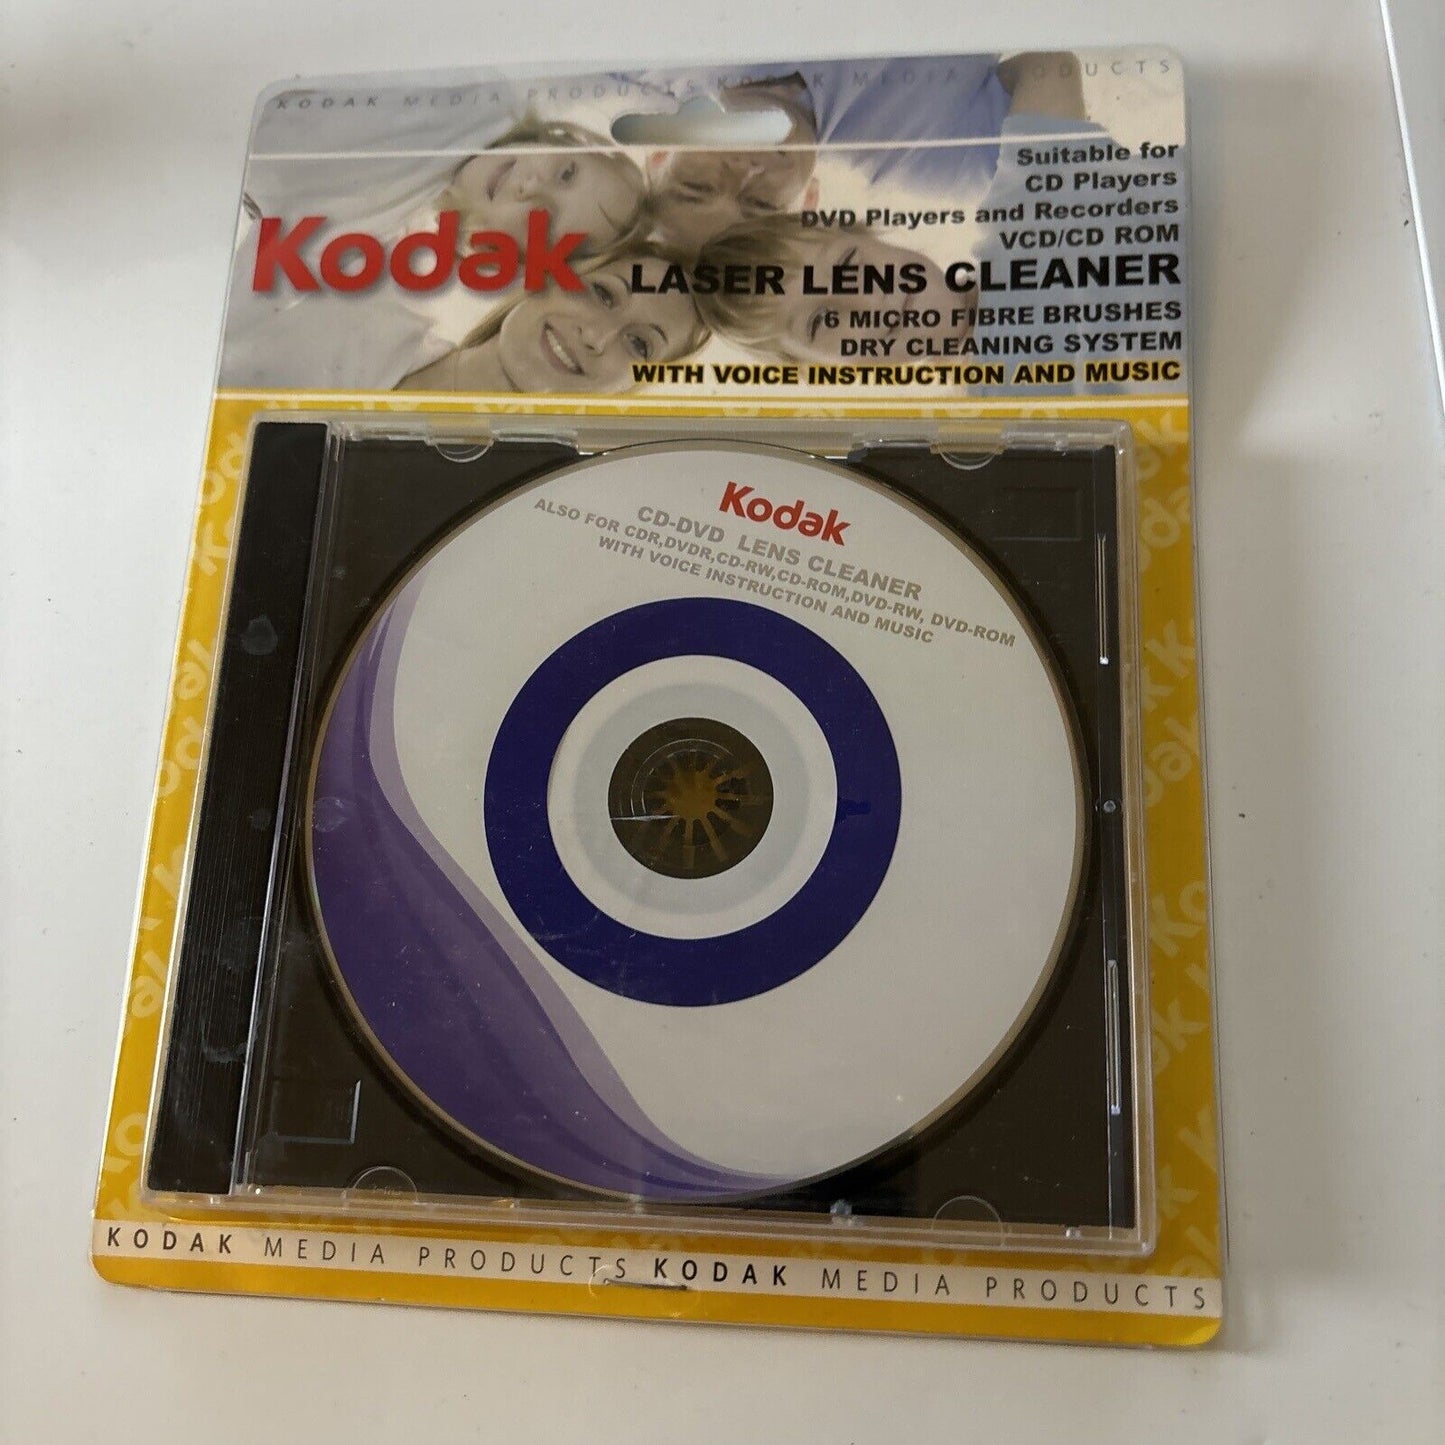 KODAK MEDIA PRODUCTS KODAK MEDIA PRODUCTS
Suitable for
CD Players
DVD Players and Recorders
VCD/CD ROM
Kodak
LASER LENS CLEANER
6 MICRO FIBRE BRUSHES
DRY CLEANING SYSTEM
WITH VOICE INSTRUCTION AND MUSIC
Kodak
CD-DVD LENS CLEANER
ALSO FOR CDR,DVDR,CD-RW,CD-ROM,DVD-RW, DVD-ROM
WITH VOICE INSTRUCTION AND MUSIC
KODAK MEDIA PRODUCTS KODAK MEDIA PRODUCTS